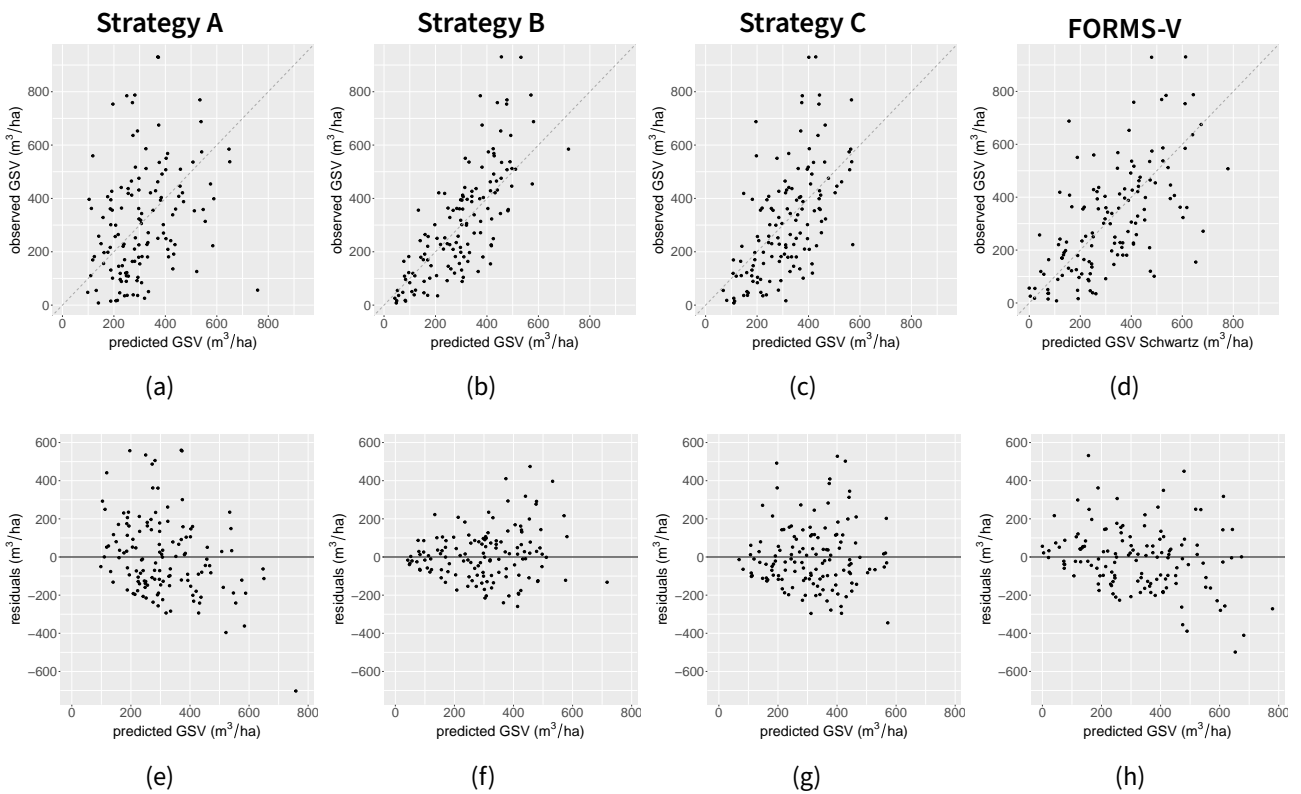 Strategy A
Strategy B
Strategy C
FORMS-V
observed GSV (m³/ha)
800
600
400
200
0
0 200 400 600 800
predicted GSV (m³/ha)
(a)
observed GSV (m³/ha)
800
600
400
200
0
0 200 400 600 800
predicted GSV (m³/ha)
(b)
observed GSV (m³/ha)
800
600
400
200
0
0 200 400 600 800
predicted GSV (m³/ha)
(c)
observed GSV (m³/ha)
800
600
400
200
0
0 200 400 600 800
predicted GSV Schwartz (m³/ha)
(d)
residuals (m³/ha)
600
400
200
0
−200
−400
−600
0 200 400 600 800
predicted GSV (m³/ha)
(e)
residuals (m³/ha)
600
400
200
0
−200
−400
−600
0 200 400 600 800
predicted GSV (m³/ha)
(f)
residuals (m³/ha)
600
400
200
0
−200
−400
−600
0 200 400 600 800
predicted GSV (m³/ha)
(g)
residuals (m³/ha)
600
400
200
0
−200
−400
−600
0 200 400 600 800
predicted GSV (m³/ha)
(h)